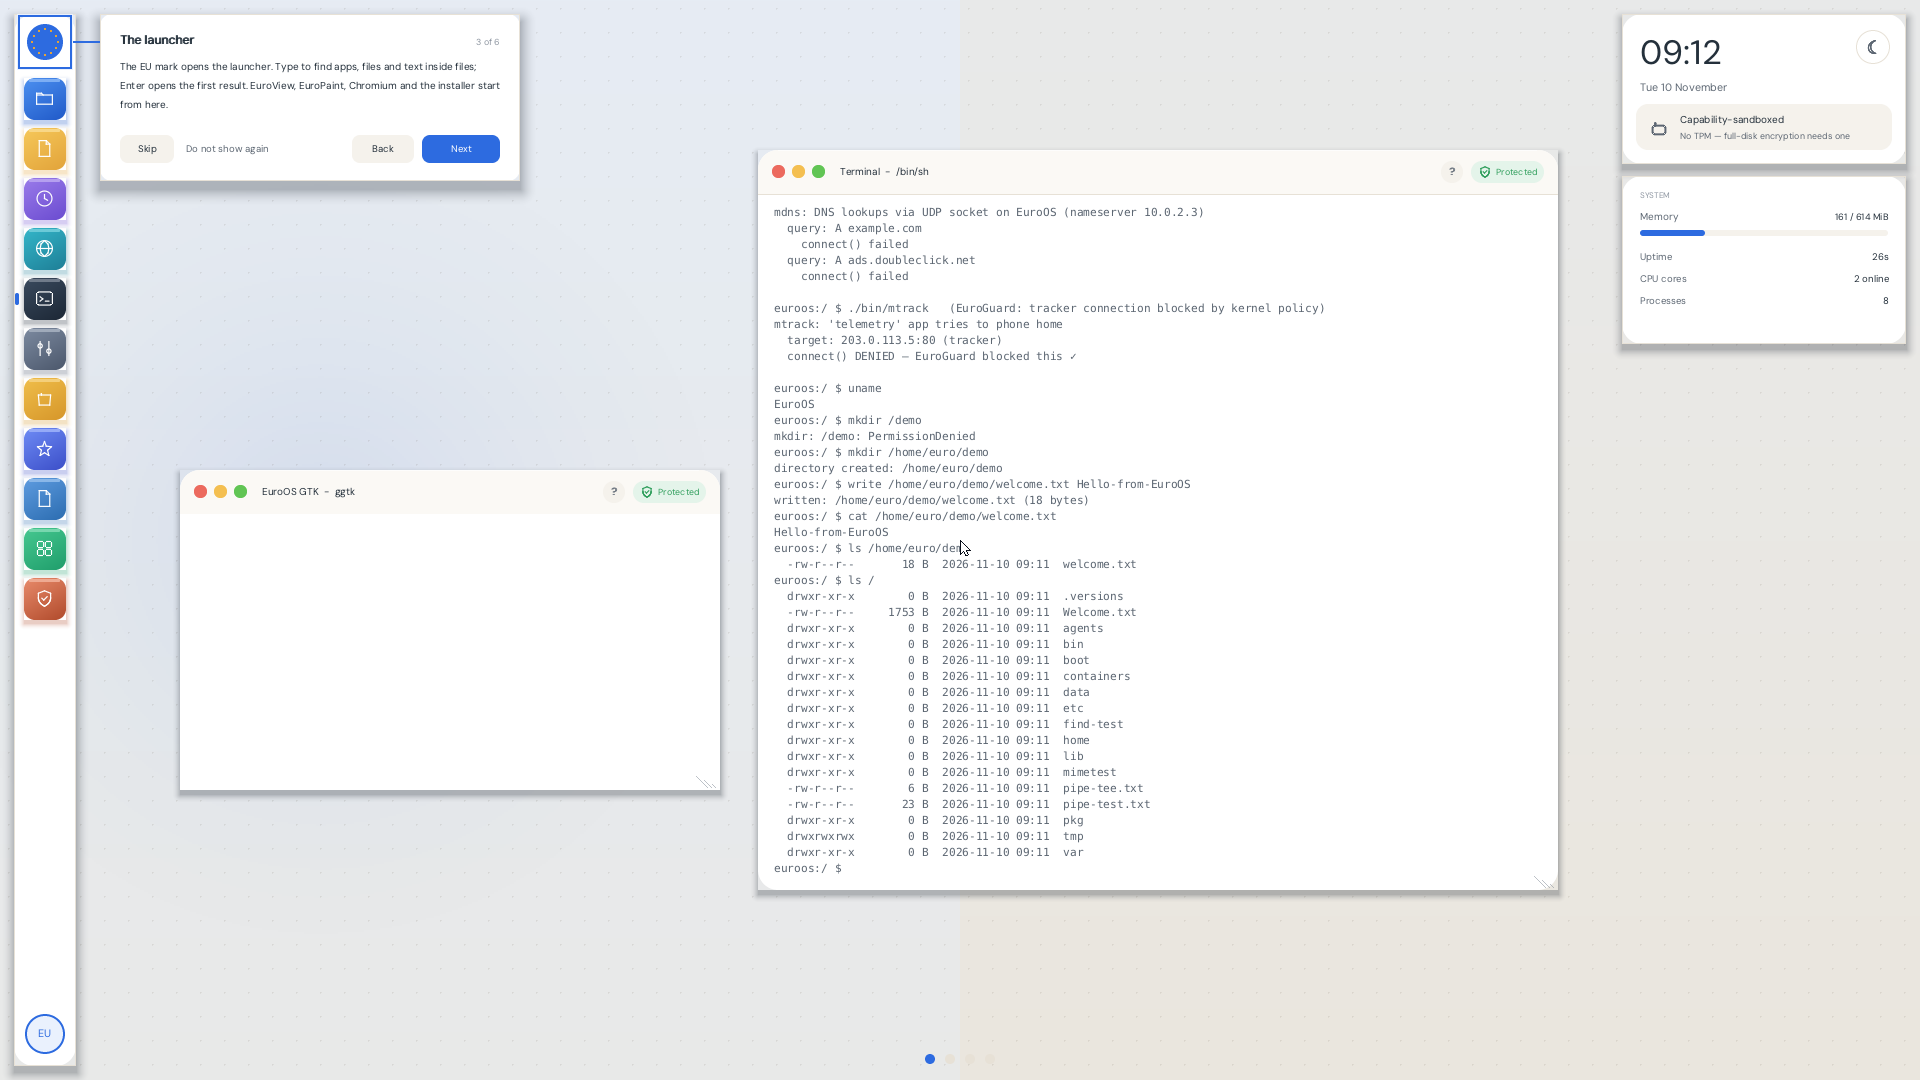 The launcher
3 of 6
The EU mark opens the launcher. Type to find apps, files and text inside files;
Enter opens the first result. EuroView, EuroPaint, Chromium and the installer start
from here.
Skip
Do not show again
Back
Next
EuroOS GTK - ggtk
?
Protected
Terminal - /bin/sh
?
Protected
mdns: DNS lookups via UDP socket on EuroOS (nameserver 10.0.2.3)
query: A example.com
connect() failed
query: A ads.doubleclick.net
connect() failed
euroos:/ $ ./bin/mtrack (EuroGuard: tracker connection blocked by kernel policy)
mtrack: 'telemetry' app tries to phone home
target: 203.0.113.5:80 (tracker)
connect() DENIED — EuroGuard blocked this ✓
euroos:/ $ uname
EuroOS
euroos:/ $ mkdir /demo
mkdir: /demo: PermissionDenied
euroos:/ $ mkdir /home/euro/demo
directory created: /home/euro/demo
euroos:/ $ write /home/euro/demo/welcome.txt Hello-from-EuroOS
written: /home/euro/demo/welcome.txt (18 bytes)
euroos:/ $ cat /home/euro/demo/welcome.txt
Hello-from-EuroOS
euroos:/ $ ls /home/euro/demo
-rw-r--r-- 18 B 2026-11-10 09:11 welcome.txt
euroos:/ $ ls /
drwxr-xr-x 0 B 2026-11-10 09:11 .versions
-rw-r--r-- 1753 B 2026-11-10 09:11 Welcome.txt
drwxr-xr-x 0 B 2026-11-10 09:11 agents
drwxr-xr-x 0 B 2026-11-10 09:11 bin
drwxr-xr-x 0 B 2026-11-10 09:11 boot
drwxr-xr-x 0 B 2026-11-10 09:11 containers
drwxr-xr-x 0 B 2026-11-10 09:11 data
drwxr-xr-x 0 B 2026-11-10 09:11 etc
drwxr-xr-x 0 B 2026-11-10 09:11 find-test
drwxr-xr-x 0 B 2026-11-10 09:11 home
drwxr-xr-x 0 B 2026-11-10 09:11 lib
drwxr-xr-x 0 B 2026-11-10 09:11 mimetest
-rw-r--r-- 6 B 2026-11-10 09:11 pipe-tee.txt
-rw-r--r-- 23 B 2026-11-10 09:11 pipe-test.txt
drwxr-xr-x 0 B 2026-11-10 09:11 pkg
drwxrwxrwx 0 B 2026-11-10 09:11 tmp
drwxr-xr-x 0 B 2026-11-10 09:11 var
euroos:/ $
09:12
Tue 10 November
Capability-sandboxed
No TPM — full-disk encryption needs one
SYSTEM
Memory 161 / 614 MiB
Uptime 26s
CPU cores 2 online
Processes 8
EU